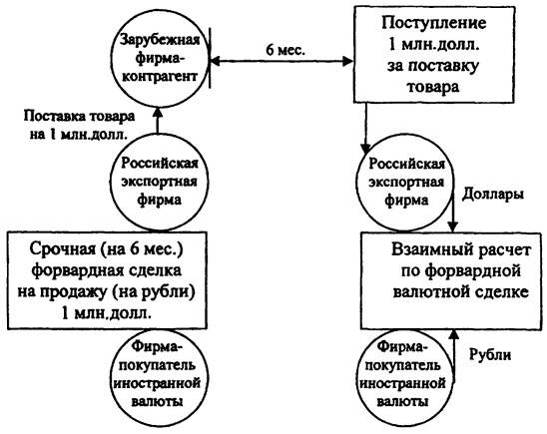 Зарубежная
фирма-
контрагент
6 мес.
Поступление
1 млн.долл.
за поставку
товара
Поставка товара
на 1 млн.долл.
Российская
экспортная
фирма
Российская
экспортная
фирма
Доллары
Срочная (на 6 мес.)
форвардная сделка
на продажу (на рубли)
1 млн.долл.
Взаимный расчет
по форвардной
валютной сделке
Фирма-
покупатель
иностранной
валюты
Фирма-
покупатель
иностранной
валюты
Рубли